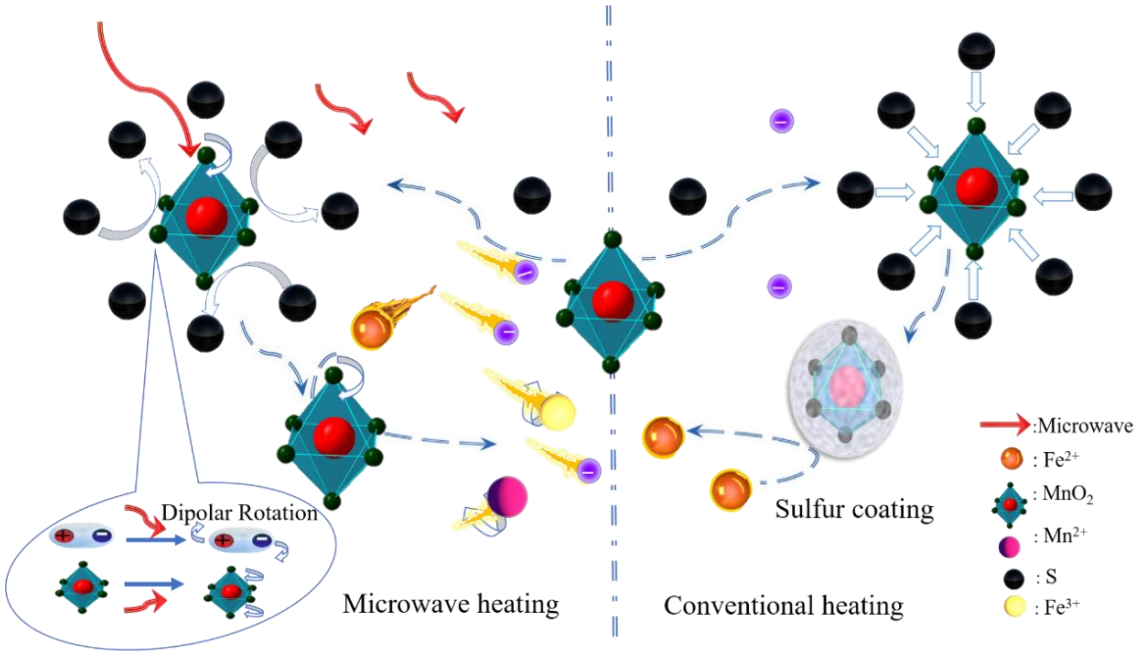 Dipolar Rotation
Microwave heating
Conventional heating
Sulfur coating
:Microwave
: Fe²⁺
: MnO₂
: Mn²⁺
: S
: Fe³⁺